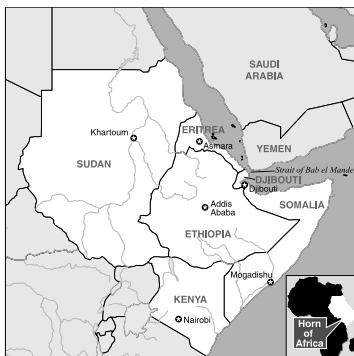 SAUDI
ARABIA
Khartoum
ERITREA
Asmara
YEMEN
SUDAN
Strait of Bab el Mande
DJIBOUTI
Djibouti
Addis
Ababa
SOMALIA
ETHIOPIA
Mogadishu
KENYA
Nairobi
Horn
of
Africa